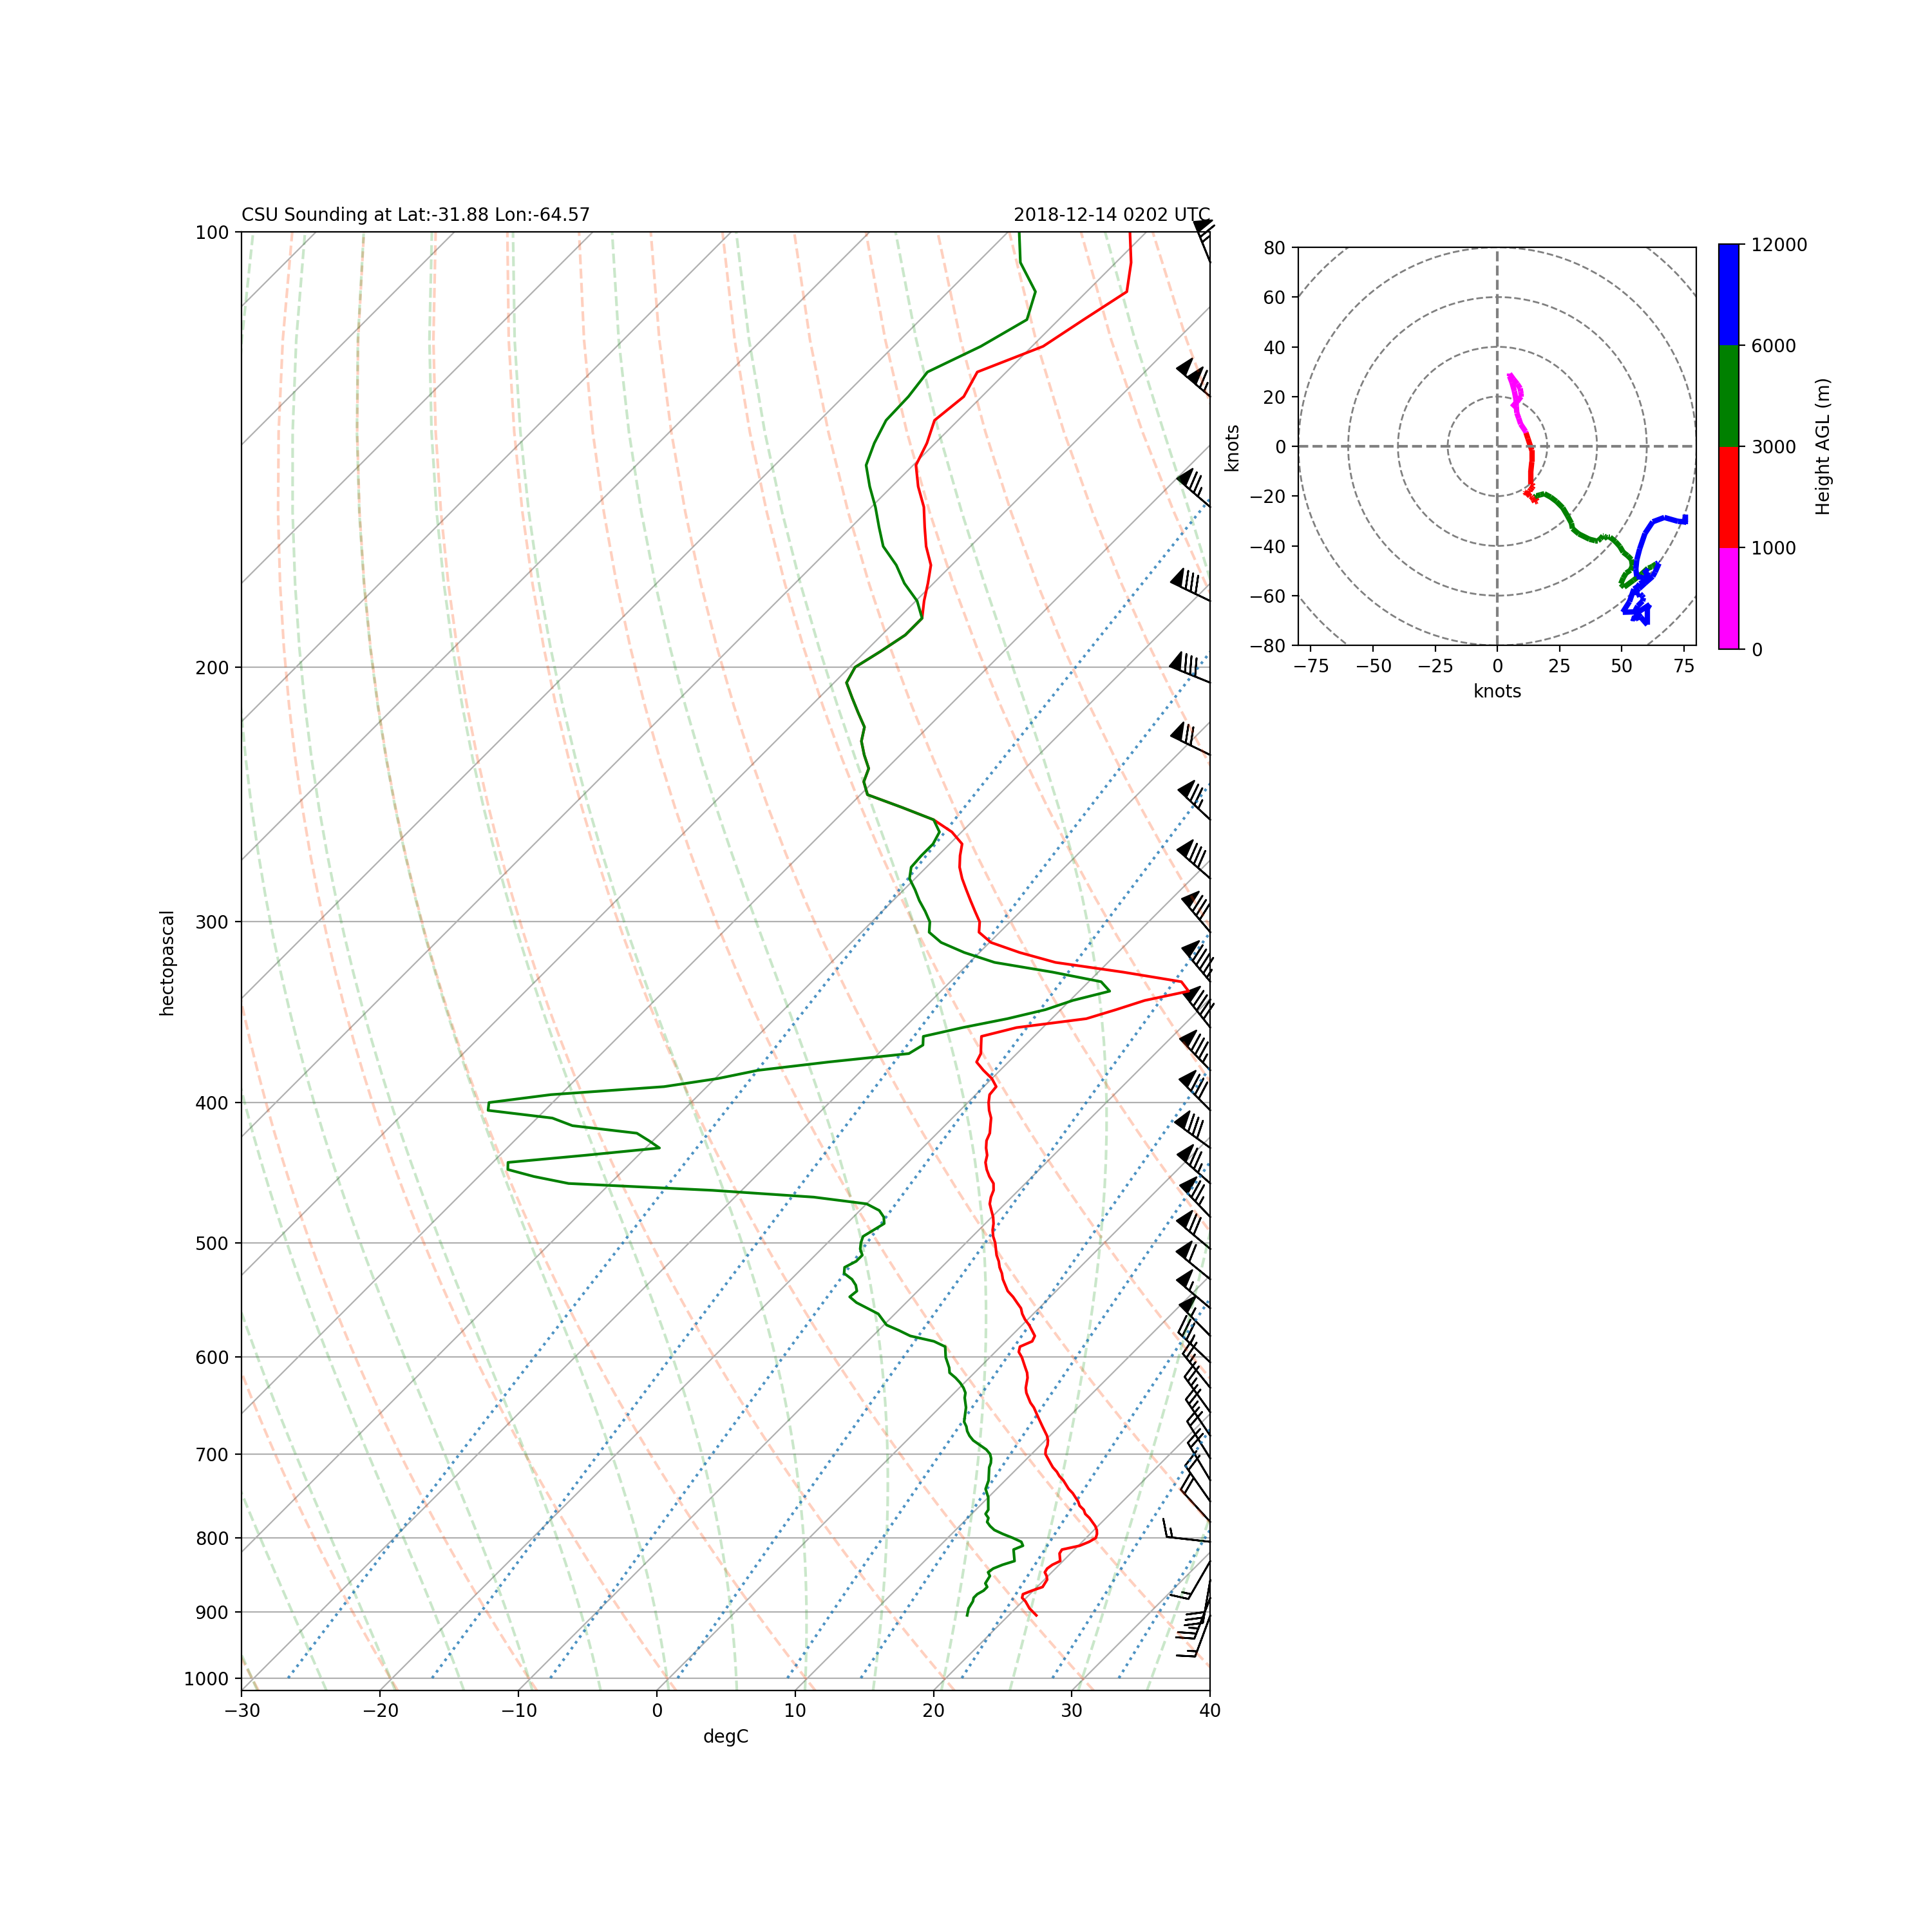 CSU Sounding at Lat:-31.88 Lon:-64.57
2018-12-14 0202 UTC
100
200
300
400
500
600
700
800
900
1000
hectopascal
−30 −20 −10 0 10 20 30 40
degC
80
60
40
20
0
−20
−40
−60
−80
knots
−75 −50 −25 0 25 50 75
knots
12000
6000
3000
1000
0
Height AGL (m)